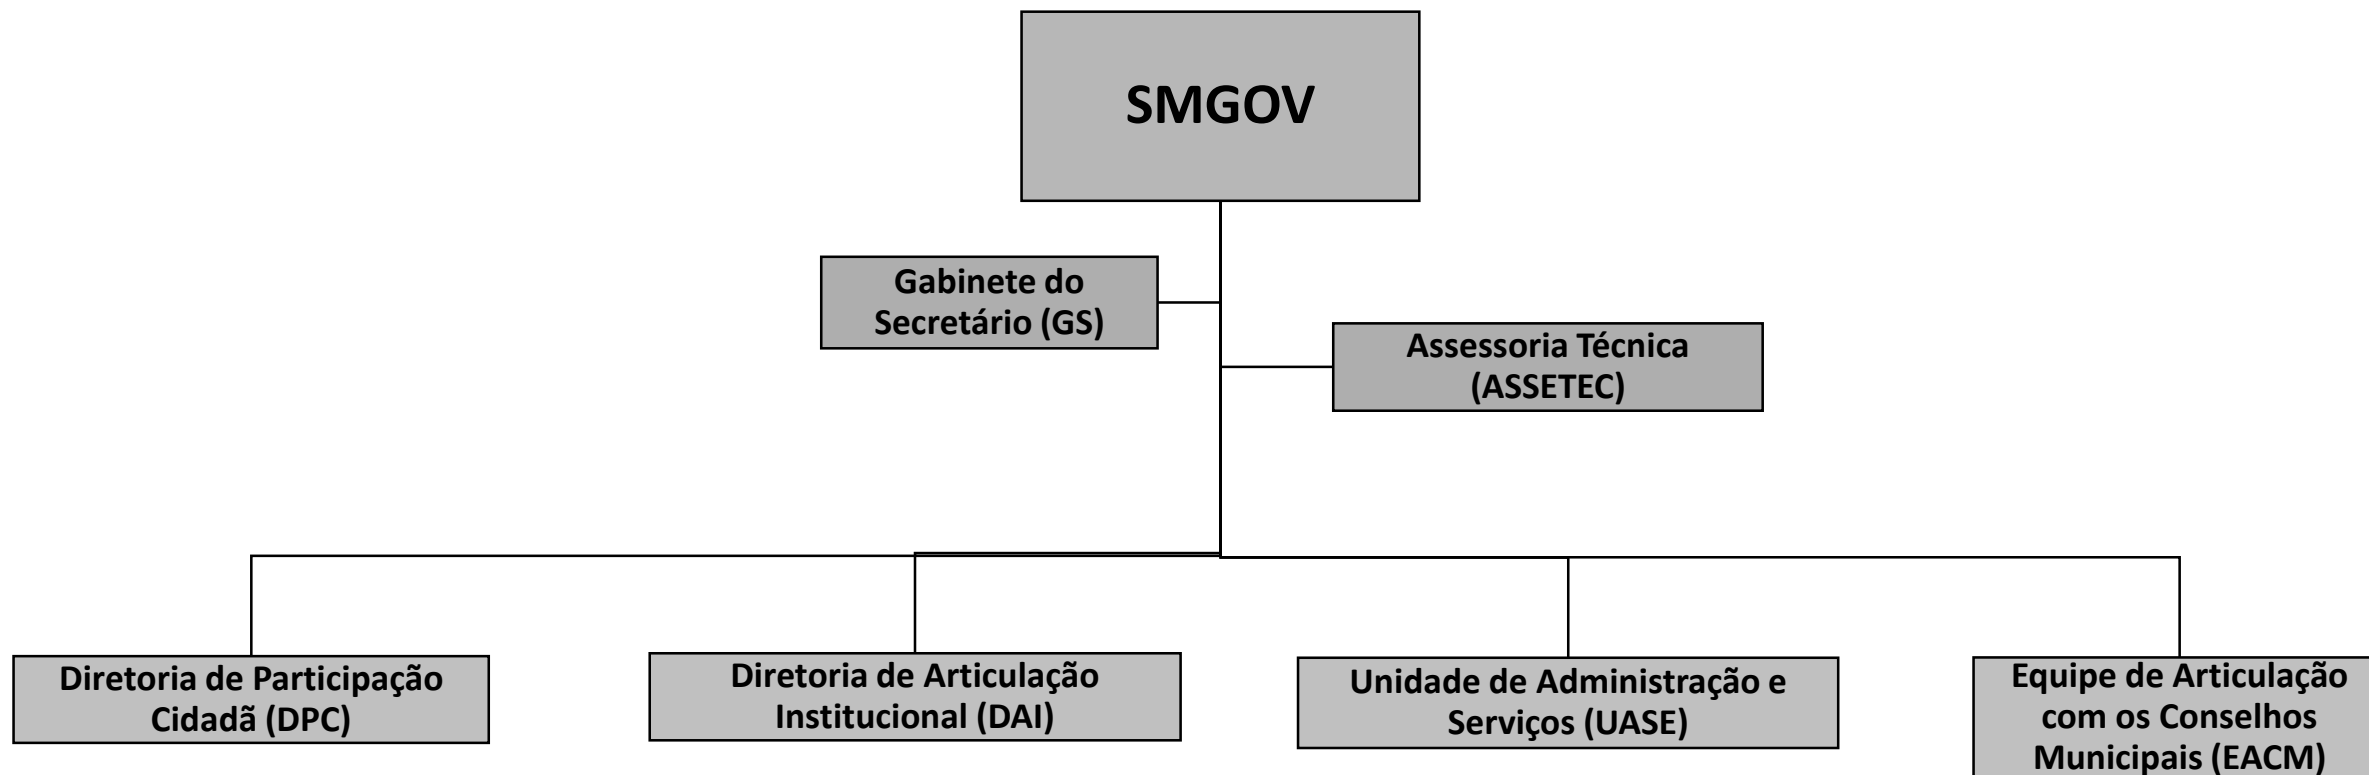 SMGOV
Gabinete do
Secretário (GS)
Assessoria Técnica
(ASSETEC)
Diretoria de Participação
Cidadã (DPC)
Diretoria de Articulação
Institucional (DAI)
Unidade de Administração e
Serviços (UASE)
Equipe de Articulação
com os Conselhos
Municipais (EACM)